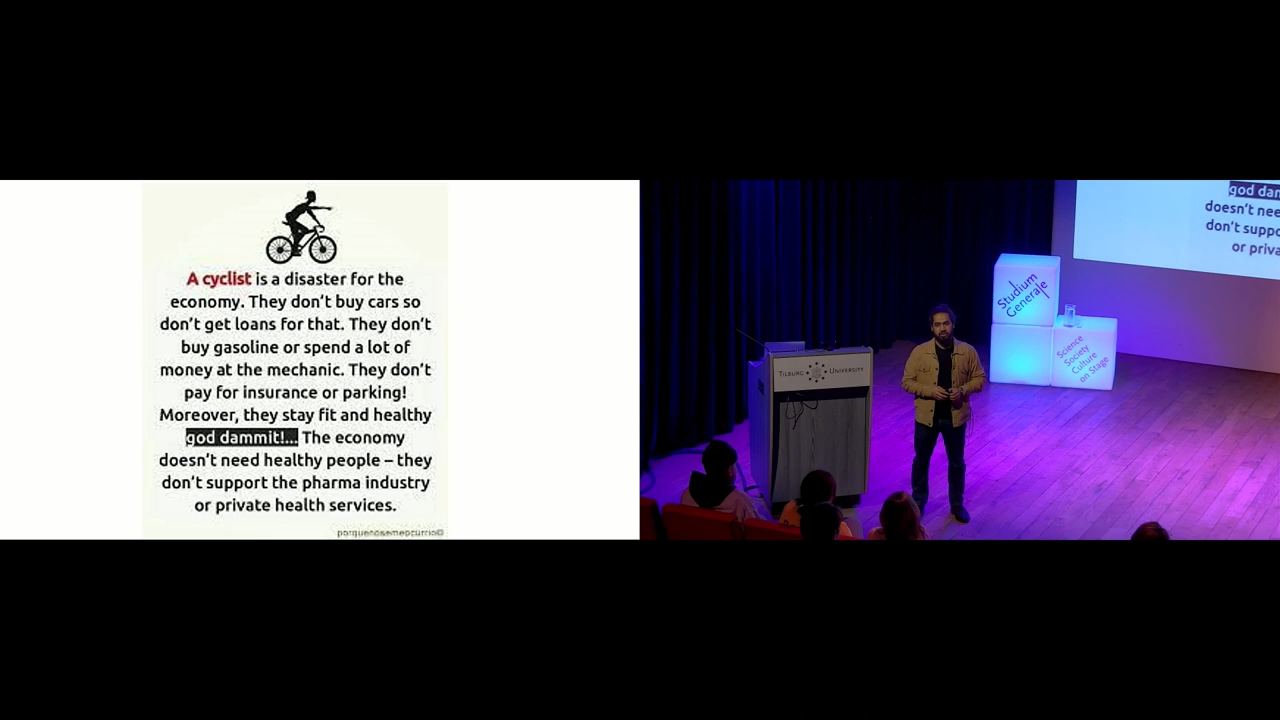 A cyclist is a disaster for the
economy. They don't buy cars so
don't get loans for that. They don't
buy gasoline or spend a lot of
money at the mechanic. They don't
pay for insurance or parking!
Moreover, they stay fit and healthy
god dammit!... The economy
doesn't need healthy people – they
don't support the pharma industry
or private health services.
TILBURG UNIVERSITY
Studium
Generale
Science
Society
Culture
on Stage
god dam
doesn't nee
don't suppo
or priva